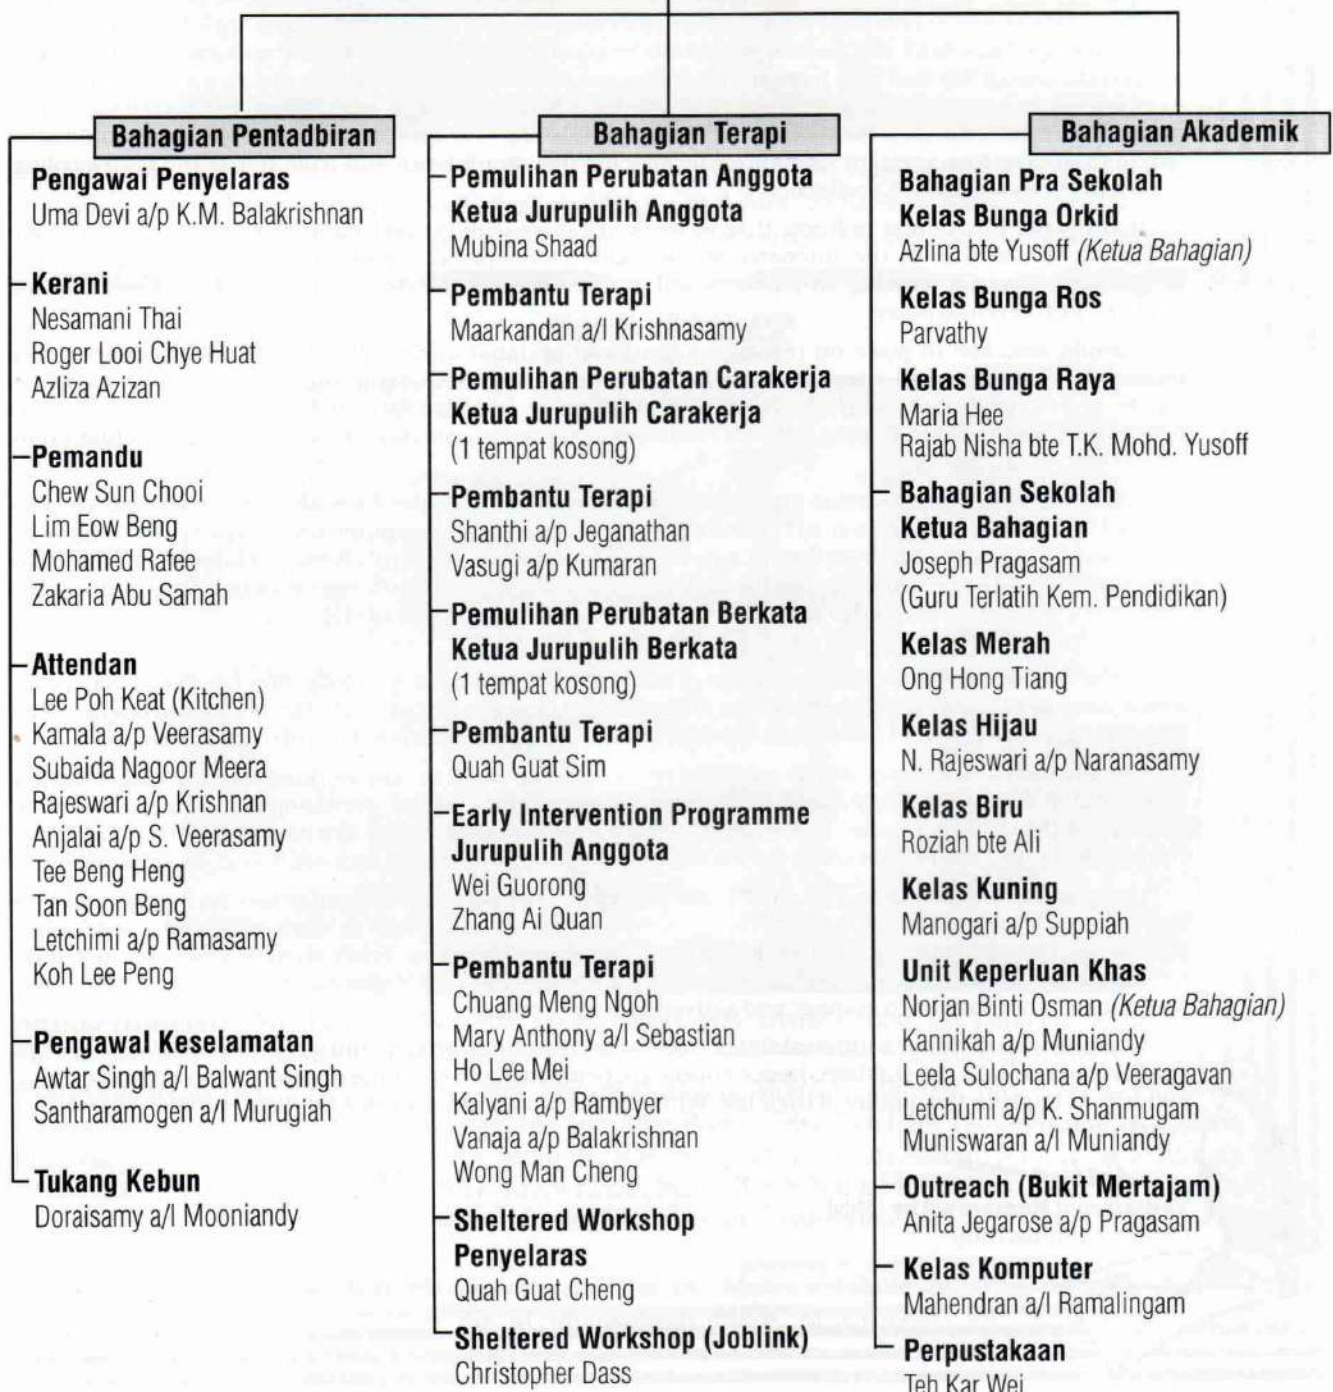 Bahagian Pentadbiran
Pengawai Penyelaras
Uma Devi a/p K.M. Balakrishnan
Kerani
Nesamani Thai
Roger Looi Chye Huat
Azliza Azizan
Pemandu
Chew Sun Chooi
Lim Eow Beng
Mohamed Rafee
Zakaria Abu Samah
Attendan
Lee Poh Keat (Kitchen)
Kamala a/p Veerasamy
Subaida Nagoor Meera
Rajeswari a/p Krishnan
Anjalai a/p S. Veerasamy
Tee Beng Heng
Tan Soon Beng
Letchimi a/p Ramasamy
Koh Lee Peng
Pengawal Keselamatan
Awtar Singh a/l Balwant Singh
Santharamogen a/l Murugiah
Tukang Kebun
Doraisamy a/l Mooniandy
Bahagian Terapi
Pemulihan Perubatan Anggota
Ketua Jurupulih Anggota
Mubina Shaad
Pembantu Terapi
Maarkandan a/l Krishnasamy
Pemulihan Perubatan Carakerja
Ketua Jurupulih Carakerja
(1 tempat kosong)
Pembantu Terapi
Shanthi a/p Jeganathan
Vasugi a/p Kumaran
Pemulihan Perubatan Berkata
Ketua Jurupulih Berkata
(1 tempat kosong)
Pembantu Terapi
Quah Guat Sim
Early Intervention Programme
Jurupulih Anggota
Wei Guorong
Zhang Ai Quan
Pembantu Terapi
Chuang Meng Ngoh
Mary Anthony a/l Sebastian
Ho Lee Mei
Kalyani a/p Rambyer
Vanaja a/p Balakrishnan
Wong Man Cheng
Sheltered Workshop
Penyelaras
Quah Guat Cheng
Sheltered Workshop (Joblink)
Christopher Dass
Bahagian Akademik
Bahagian Pra Sekolah
Kelas Bunga Orkid
Azlina bte Yusoff (Ketua Bahagian)
Kelas Bunga Ros
Parvathy
Kelas Bunga Raya
Maria Hee
Rajab Nisha bte T.K. Mohd. Yusoff
Bahagian Sekolah
Ketua Bahagian
Joseph Pragasam
(Guru Terlatih Kem. Pendidikan)
Kelas Merah
Ong Hong Tiang
Kelas Hijau
N. Rajeswari a/p Naranasamy
Kelas Biru
Roziah bte Ali
Kelas Kuning
Manogari a/p Suppiah
Unit Keperluan Khas
Norjan Binti Osman (Ketua Bahagian)
Kannikah a/p Muniandy
Leela Sulochana a/p Veeragavan
Letchumi a/p K. Shanmugam
Muniswaran a/l Muniandy
Outreach (Bukit Mertajam)
Anita Jegarose a/p Pragasam
Kelas Komputer
Mahendran a/l Ramalingam
Perpustakaan
Teh Kar Wei